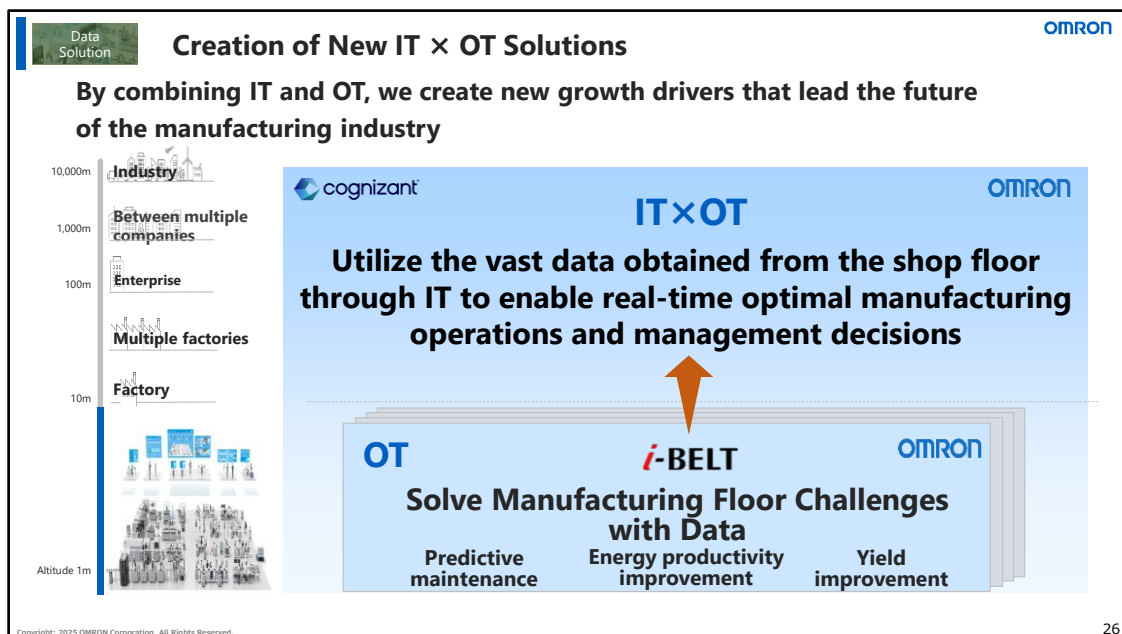 Data
Solution
Creation of New IT × OT Solutions
OMRON
By combining IT and OT, we create new growth drivers that lead the future
of the manufacturing industry
10,000m
Industry
1,000m
Between multiple
companies
100m
Enterprise
Multiple factories
10m
Factory
Altitude 1m
cognizant
OMRON
IT×OT
Utilize the vast data obtained from the shop floor
through IT to enable real-time optimal manufacturing
operations and management decisions
OT
i-BELT
OMRON
Solve Manufacturing Floor Challenges
with Data
Predictive
maintenance
Energy productivity
improvement
Yield
improvement
Copyright: 2025 OMRON Corporation. All Rights Reserved.
26